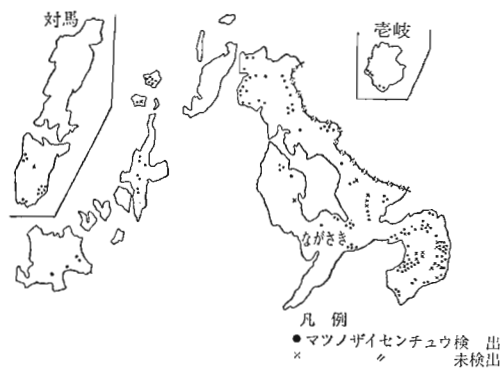 対馬
壱岐
ながさき
凡例
● マツノザイセンチュウ検出
× 〃 未検出